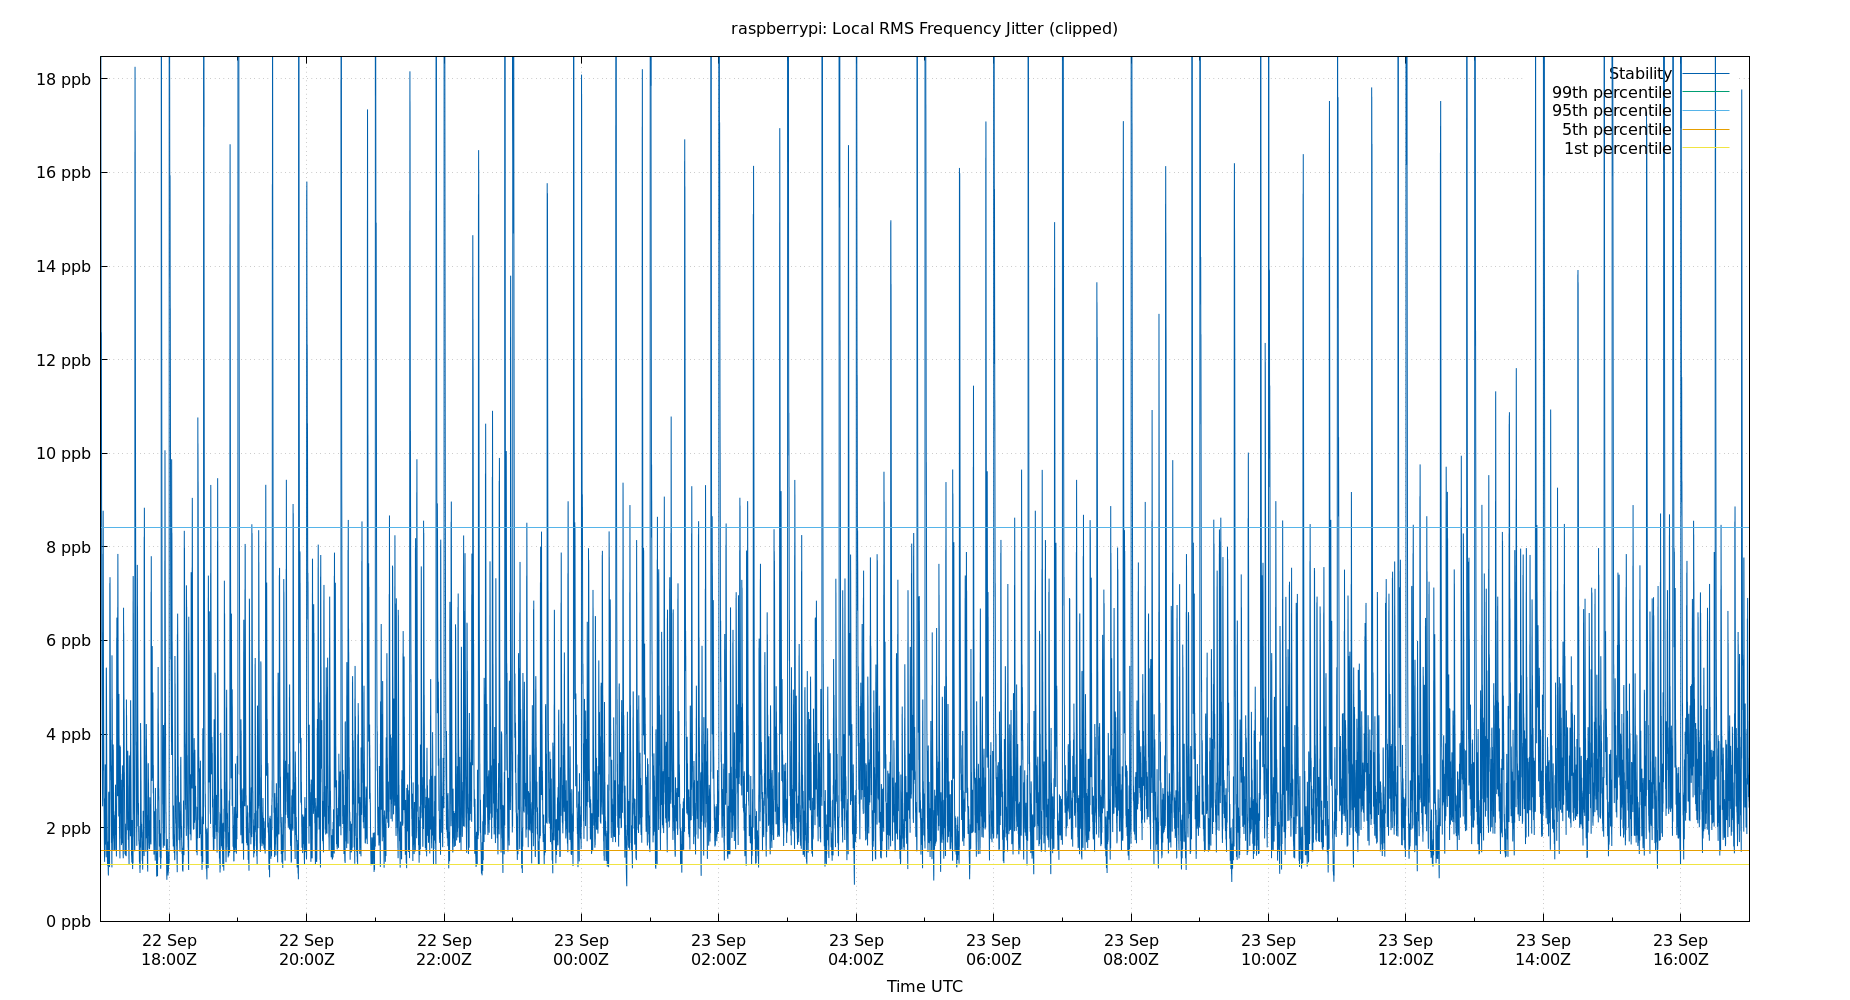 raspberrypi: Local RMS Frequency Jitter (clipped)
18 ppb
16 ppb
14 ppb
12 ppb
10 ppb
8 ppb
6 ppb
4 ppb
2 ppb
0 ppb
Stability
99th percentile
95th percentile
5th percentile
1st percentile
22 Sep 22 Sep 22 Sep 23 Sep 23 Sep 23 Sep 23 Sep 23 Sep 23 Sep 23 Sep 23 Sep 23 Sep
18:00Z 20:00Z 22:00Z 00:00Z 02:00Z 04:00Z 06:00Z 08:00Z 10:00Z 12:00Z 14:00Z 16:00Z
Time UTC